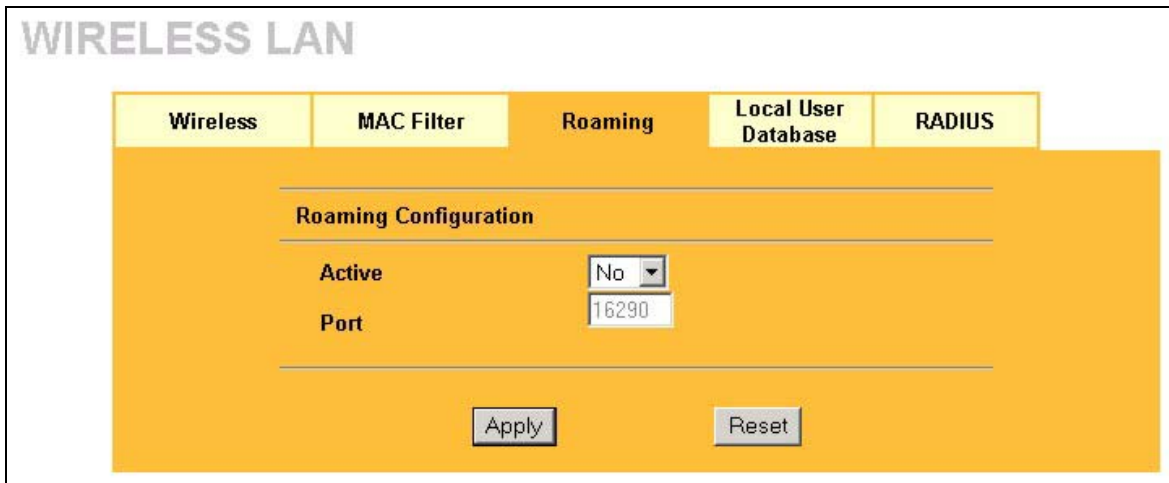 WIRELESS LAN
Wireless
MAC Filter
Roaming
Local User
Database
RADIUS
Roaming Configuration
Active
No
Port
16290
Apply
Reset